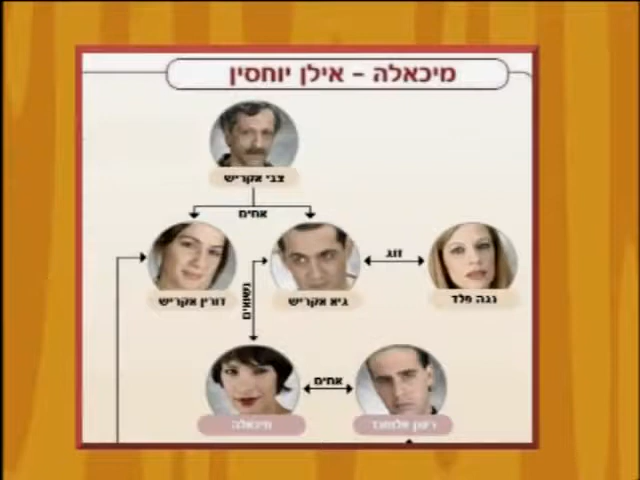 מיכאלה – אילן יוחסין
צבי אקריש
אחים
דורין אקריש
גיא אקריש
זוג
נגה פלד
נשואים
אחים
מיכאלה